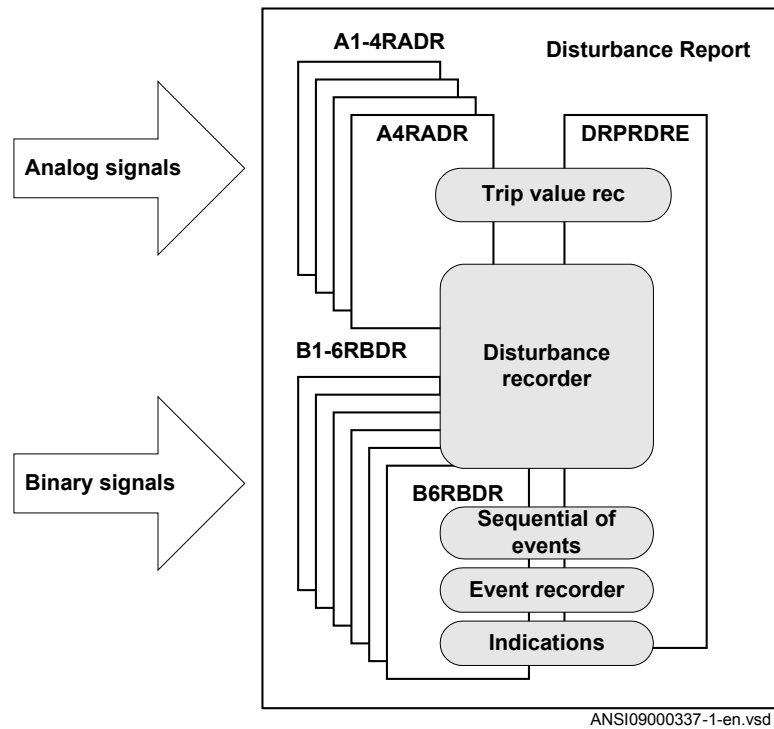 A1-4RADR
Disturbance Report
A4RADR
DRPRDRE
Analog signals
Trip value rec
B1-6RBDR
Disturbance
recorder
Binary signals
B6RBDR
Sequential of
events
Event recorder
Indications
ANSI09000337-1-en.vsd